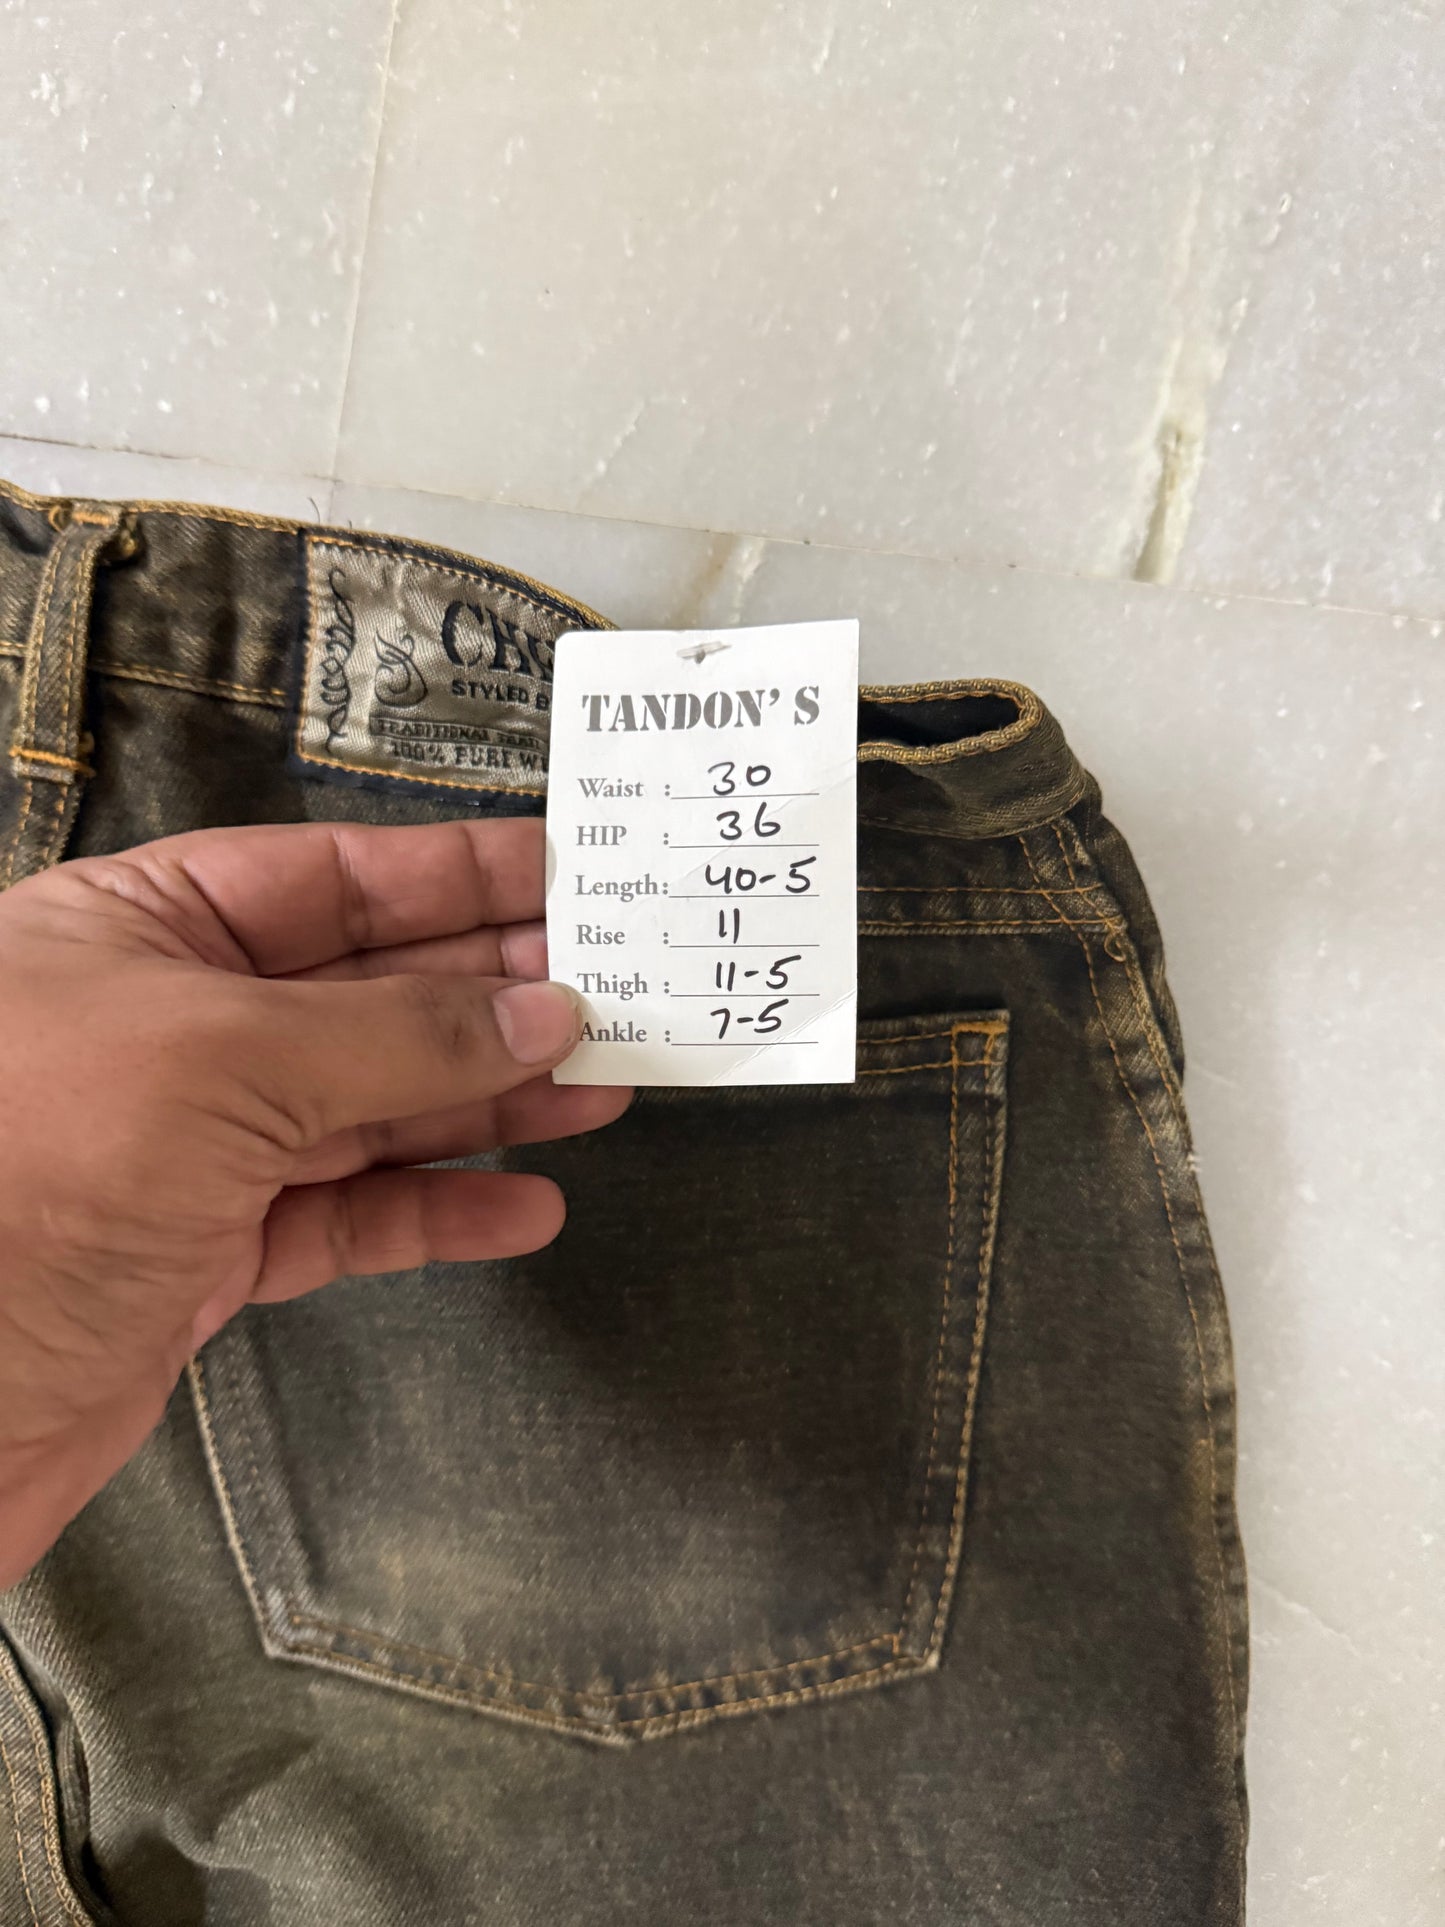 STYLED
TRADITIONAL
100% PURE
TANDON'S
Waist : 30
HIP : 36
Length: 40-5
Rise : 11
Thigh : 11-5
Ankle : 7-5